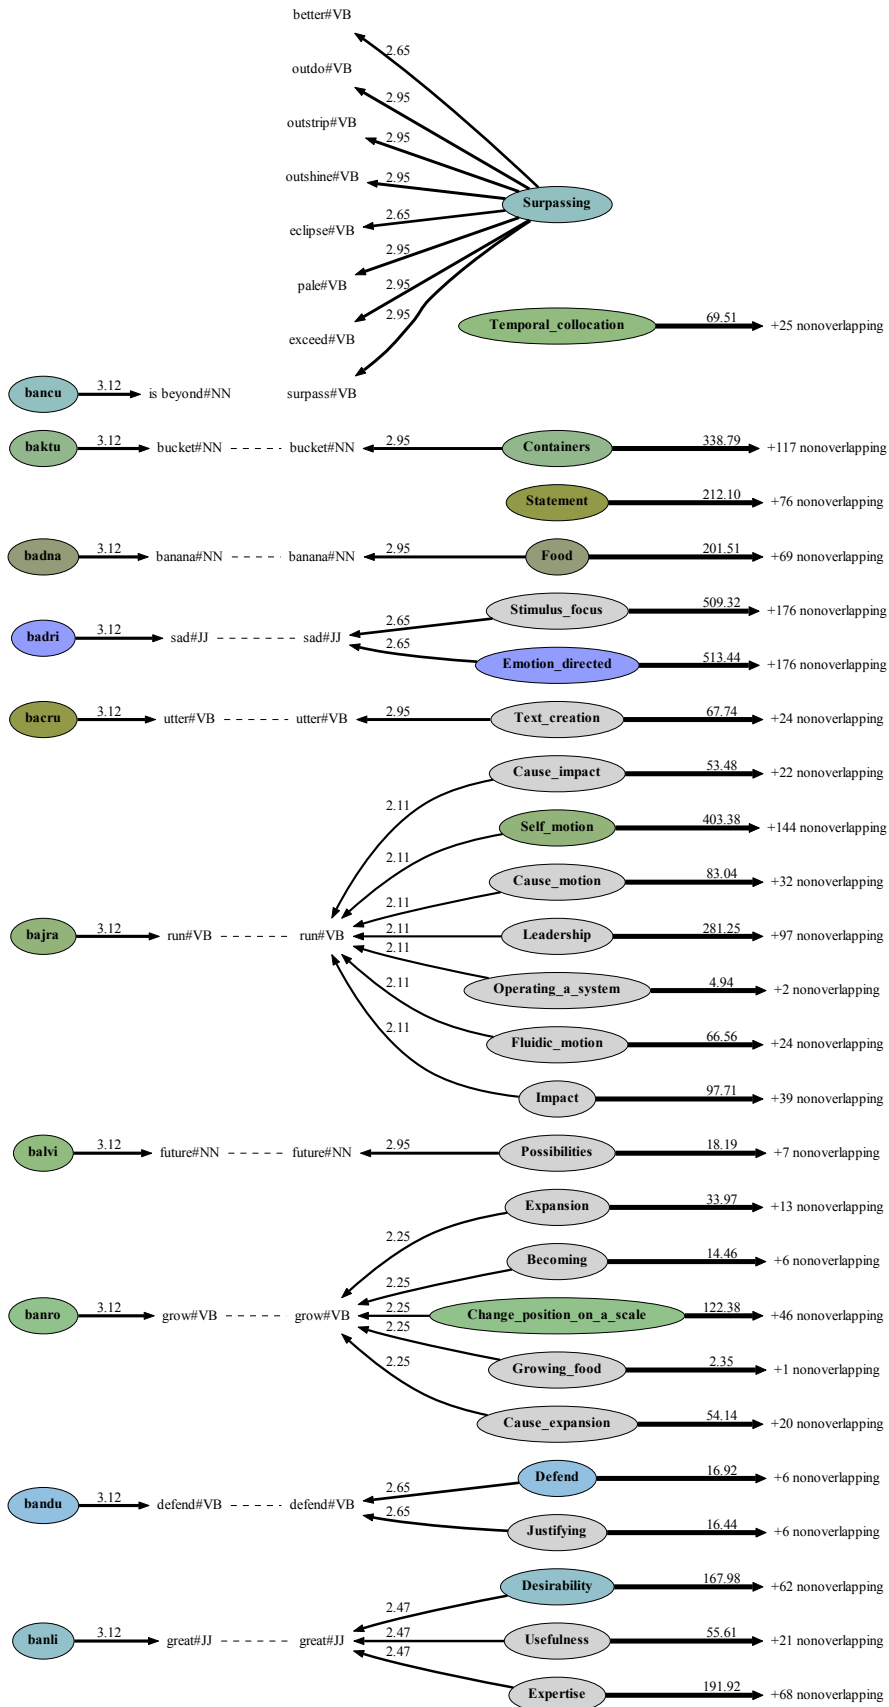 better#VB
2.65
outdo#VB
2.95
outstrip#VB
2.95
outshine#VB
2.95
Surpassing
2.65
eclipse#VB
2.95
pale#VB
2.95
2.95
exceed#VB
Temporal_collocation 69.51 +25 nonoverlapping
bancu 3.12 is beyond#NN surpass#VB
baktu 3.12 bucket#NN bucket#NN 2.95 Containers 338.79 +117 nonoverlapping
Statement 212.10 +76 nonoverlapping
badna 3.12 banana#NN banana#NN 2.95 Food 201.51 +69 nonoverlapping
Stimulus_focus 509.32 +176 nonoverlapping
badri 3.12 sad#JJ sad#JJ 2.65
2.65 Emotion_directed 513.44 +176 nonoverlapping
bacru 3.12 utter#VB utter#VB 2.95 Text_creation 67.74 +24 nonoverlapping
Cause_impact 53.48 +22 nonoverlapping
2.11
Self_motion 403.38 +144 nonoverlapping
2.11
Cause_motion 83.04 +32 nonoverlapping
2.11
bajra 3.12 run#VB run#VB 2.11 Leadership 281.25 +97 nonoverlapping
2.11
Operating_a_system 4.94 +2 nonoverlapping
2.11
Fluidic_motion 66.56 +24 nonoverlapping
2.11
Impact 97.71 +39 nonoverlapping
balvi 3.12 future#NN future#NN 2.95 Possibilities 18.19 +7 nonoverlapping
Expansion 33.97 +13 nonoverlapping
2.25
Becoming 14.46 +6 nonoverlapping
2.25
banro 3.12 grow#VB grow#VB 2.25 Change_position_on_a_scale 122.38 +46 nonoverlapping
2.25
Growing_food 2.35 +1 nonoverlapping
2.25
Cause_expansion 54.14 +20 nonoverlapping
Defend 16.92 +6 nonoverlapping
2.65
bandu 3.12 defend#VB defend#VB
2.65
Justifying 16.44 +6 nonoverlapping
Desirability 167.98 +62 nonoverlapping
2.47
banli 3.12 great#JJ great#JJ 2.47 Usefulness 55.61 +21 nonoverlapping
2.47
Expertise 191.92 +68 nonoverlapping